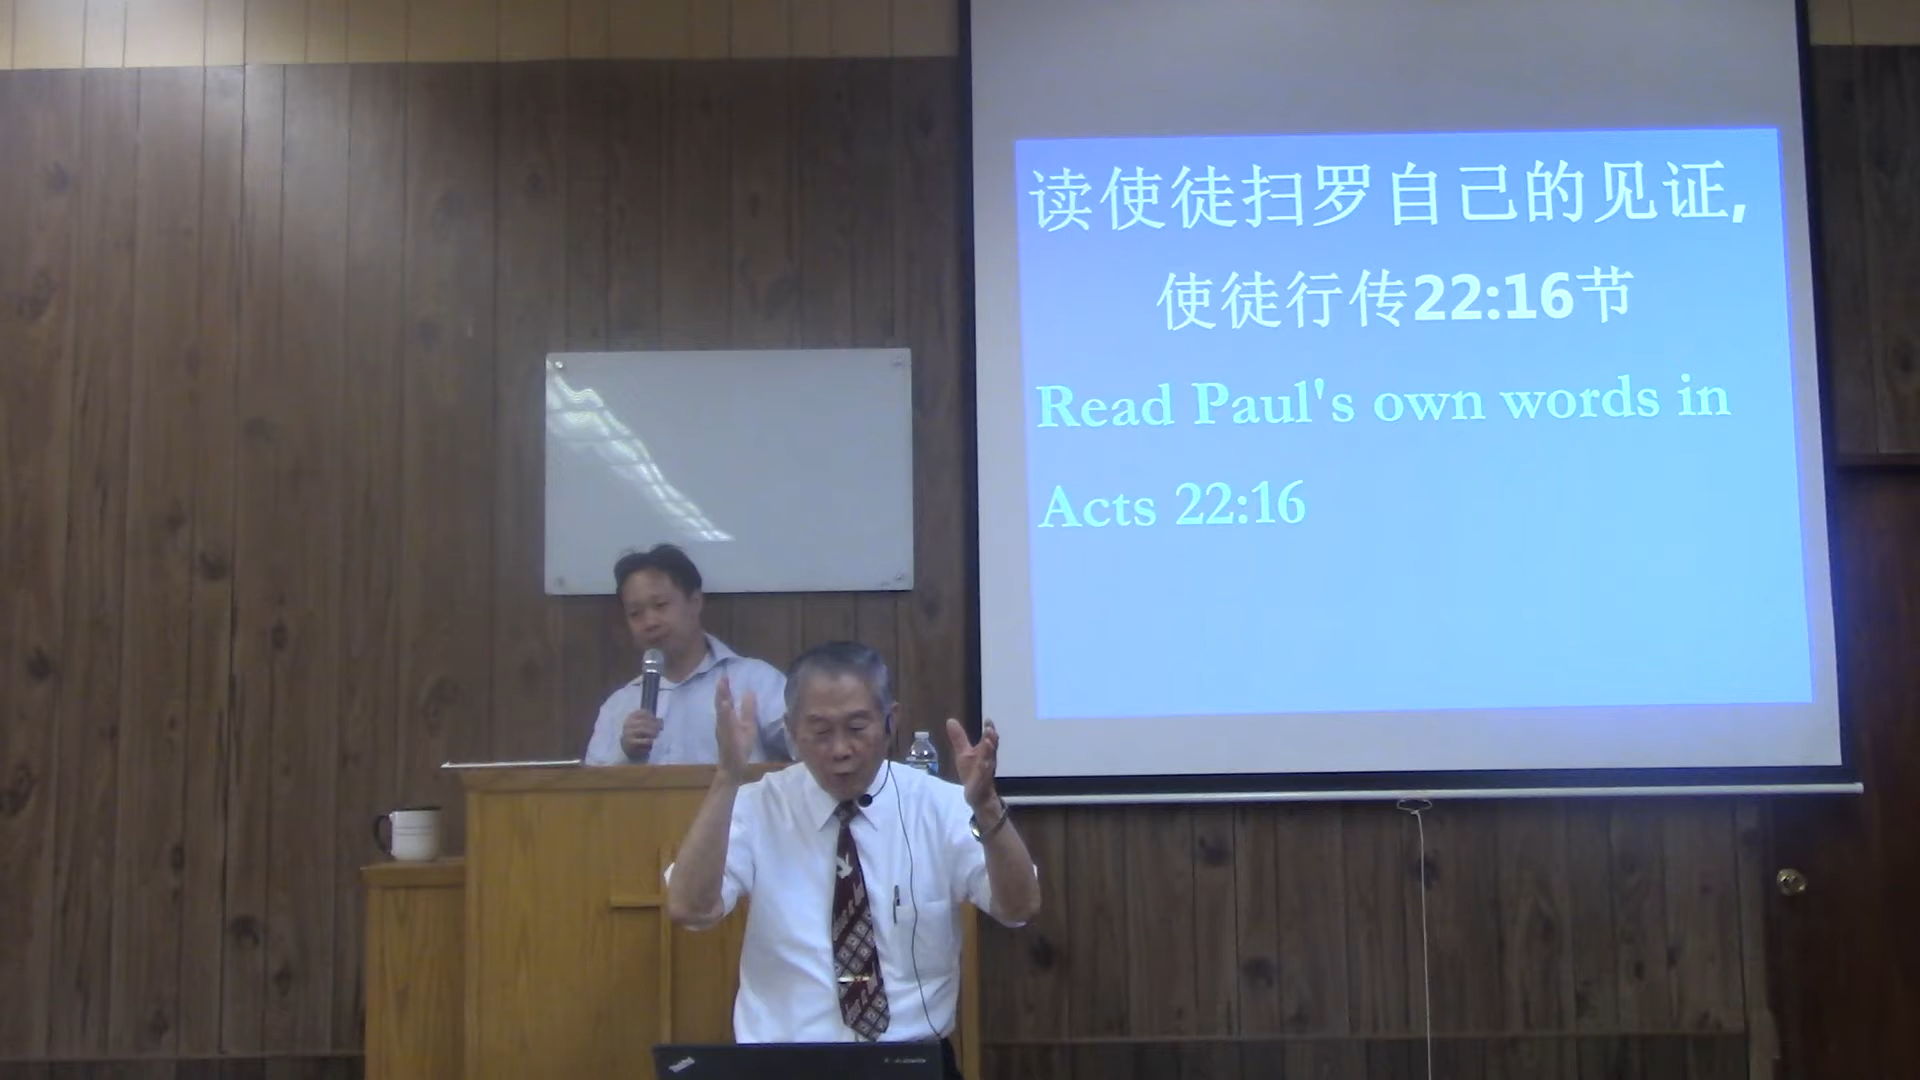 读使徒扫罗自己的见证,
使徒行传22:16节
Read Paul's own words in
Acts 22:16
ThinkPad